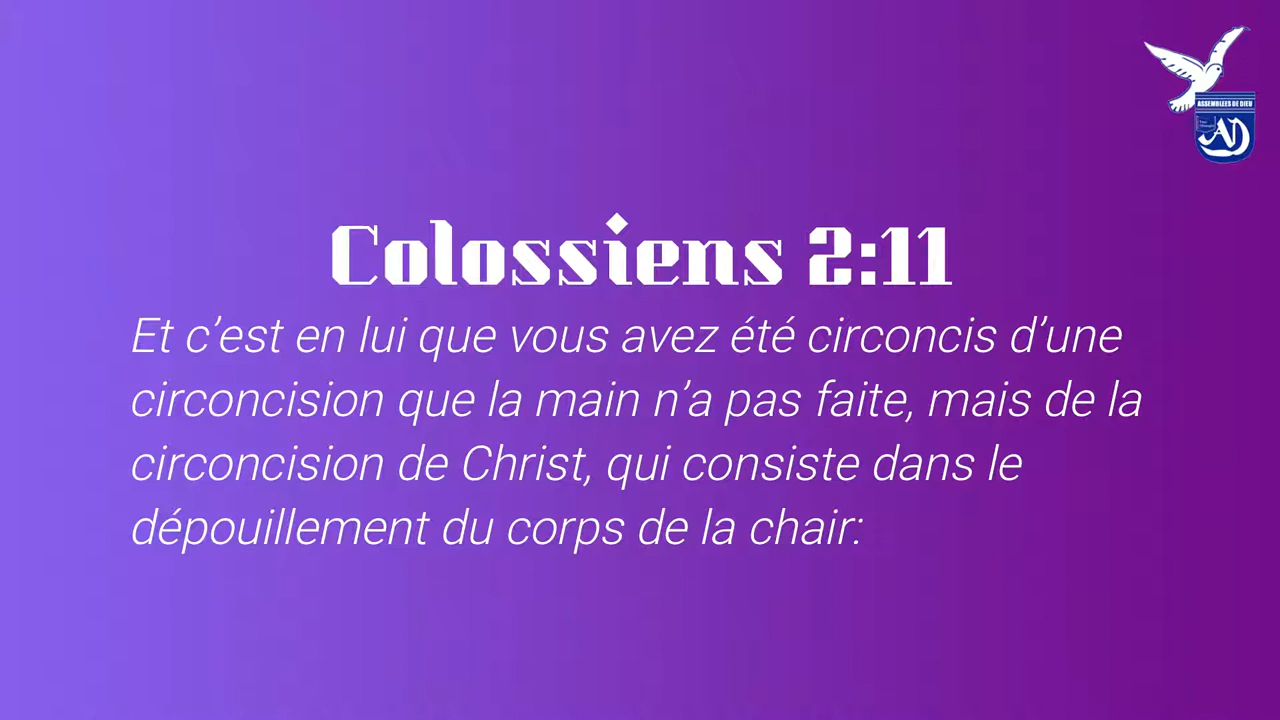 ASSEMBLEES DE DIEU
AD
Colossiens 2:11
Et c’est en lui que vous avez été circoncis d’une
circoncision que la main n’a pas faite, mais de la
circoncision de Christ, qui consiste dans le
dépouillement du corps de la chair: